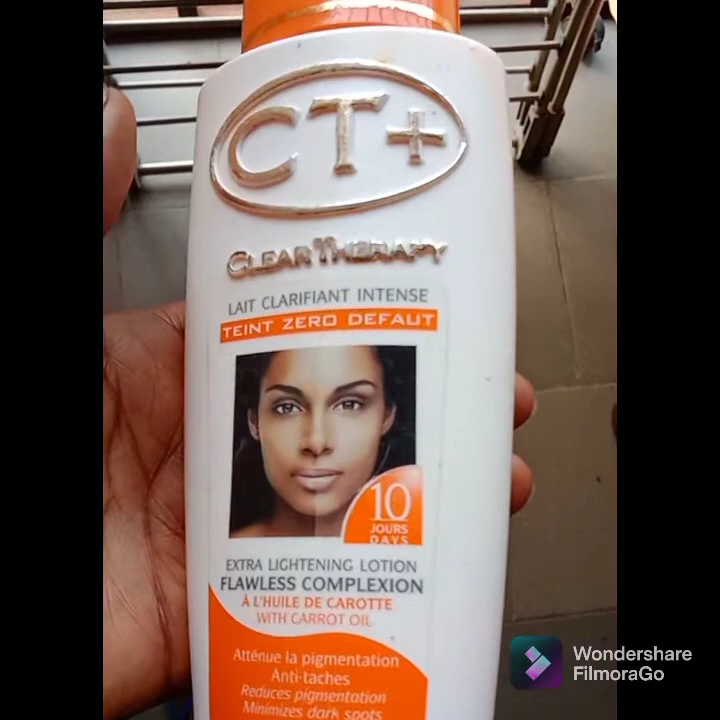 CT+
CLEAR THERAPY
LAIT CLARIFIANT INTENSE
TEINT ZERO DEFAUT
10
JOURS
DAYS
EXTRA LIGHTENING LOTION
FLAWLESS COMPLEXION
À L'HUILE DE CAROTTE
WITH CARROT OIL
Atténue la pigmentation
Anti-taches
Reduces pigmentation
Minimizes dark spots
Wondershare
FilmoraGo